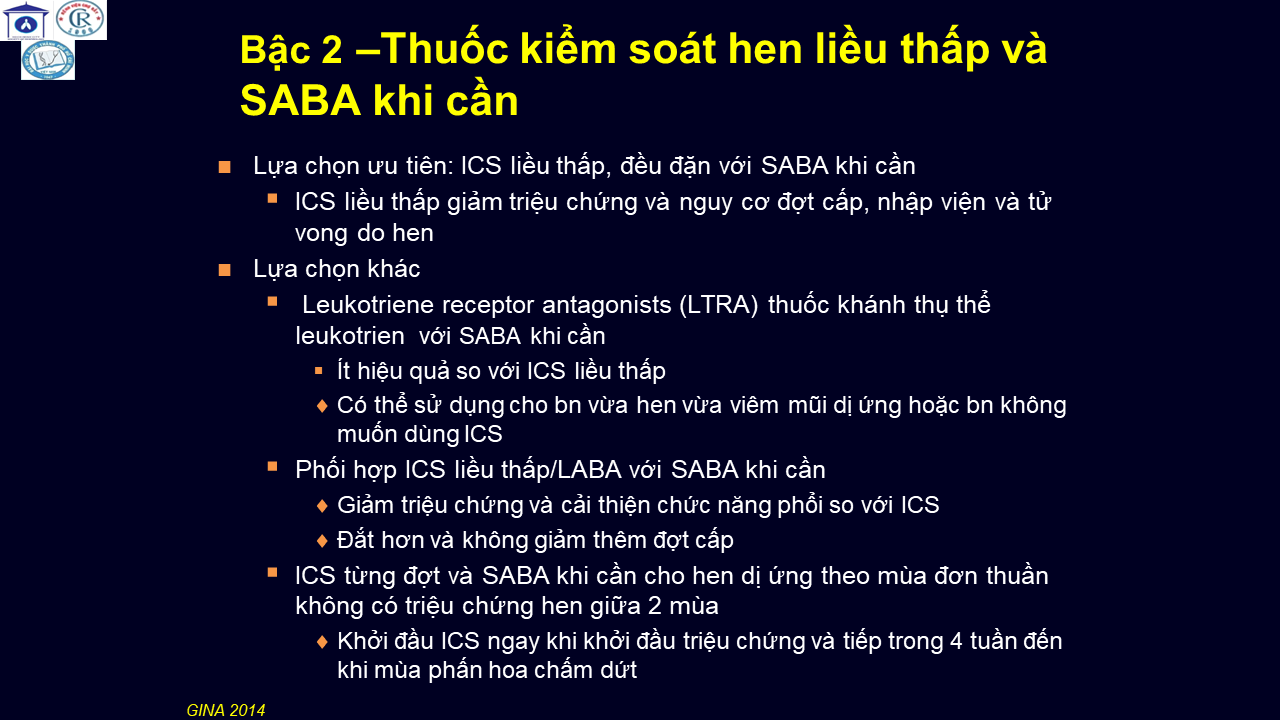 Bậc 2 –Thuốc kiểm soát hen liều thấp và
SABA khi cần
Lựa chọn ưu tiên: ICS liều thấp, đều đặn với SABA khi cần
ICS liều thấp giảm triệu chứng và nguy cơ đợt cấp, nhập viện và tử
vong do hen
Lựa chọn khác
Leukotriene receptor antagonists (LTRA) thuốc khánh thụ thể
leukotrien với SABA khi cần
Ít hiệu quả so với ICS liều thấp
Có thể sử dụng cho bn vừa hen vừa viêm mũi dị ứng hoặc bn không
muốn dùng ICS
Phối hợp ICS liều thấp/LABA với SABA khi cần
Giảm triệu chứng và cải thiện chức năng phổi so với ICS
Đắt hơn và không giảm thêm đợt cấp
ICS từng đợt và SABA khi cần cho hen dị ứng theo mùa đơn thuần
không có triệu chứng hen giữa 2 mùa
Khởi đầu ICS ngay khi khởi đầu triệu chứng và tiếp trong 4 tuần đến
khi mùa phấn hoa chấm dứt
GINA 2014